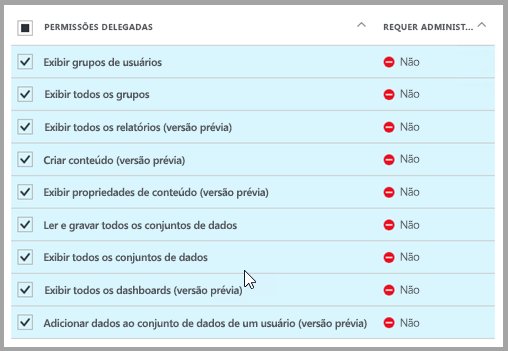 PERMISSÕES DELEGADAS REQUER ADMINIST...
Exibir grupos de usuários Não
Exibir todos os grupos Não
Exibir todos os relatórios (versão prévia) Não
Criar conteúdo (versão prévia) Não
Exibir propriedades de conteúdo (versão prévia) Não
Ler e gravar todos os conjuntos de dados Não
Exibir todos os conjuntos de dados Não
Exibir todos os dashboards (versão prévia) Não
Adicionar dados ao conjunto de dados de um usuário (versão prévia) Não